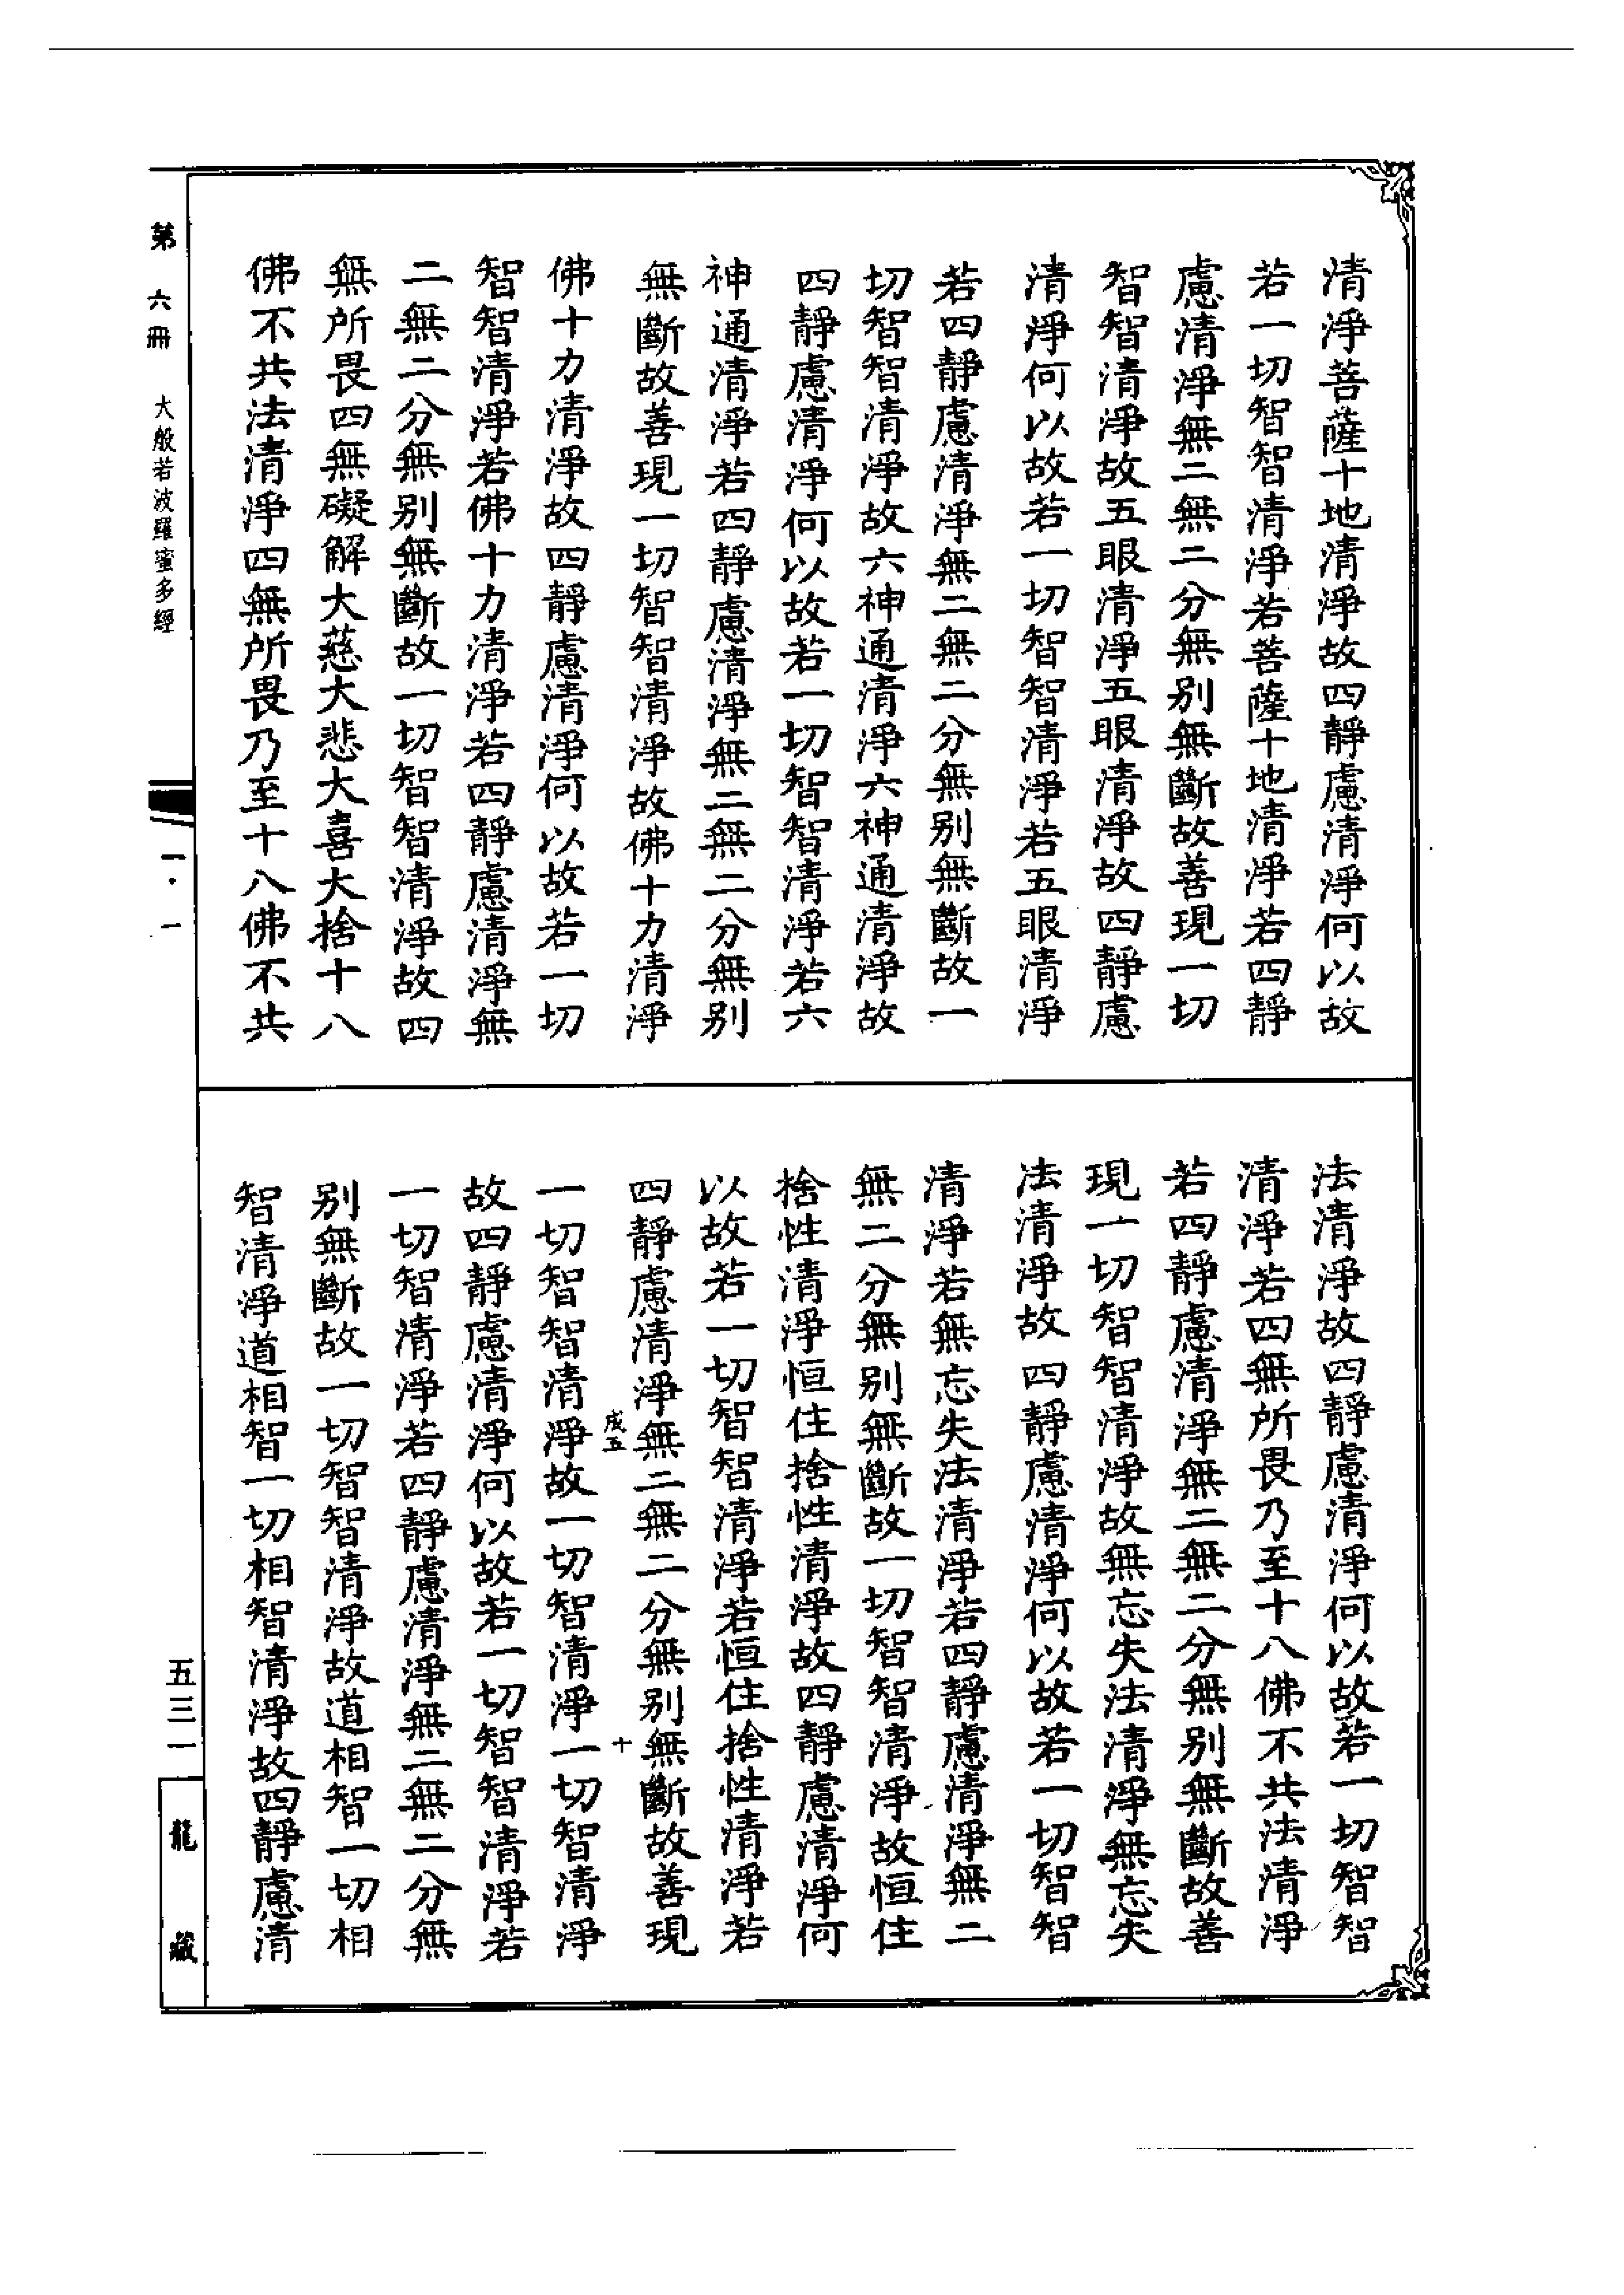 清淨菩薩十地清淨故四靜慮清淨何以故
若一切智智清淨若菩薩十地清淨若四靜
慮清淨無二無二分無別無斷故善現一切
智智清淨故五眼清淨五眼清淨故四靜慮
清淨何以故若一切智智清淨若五眼清淨
若四靜慮清淨無二無二分無別無斷故一
切智智清淨故六神通清淨六神通清淨故
四靜慮清淨何以故若一切智智清淨若六
神通清淨若四靜慮清淨無二無二分無別
無斷故善現一切智智清淨故佛十力清淨
佛十力清淨故四靜慮清淨何以故若一切
智智清淨若佛十力清淨若四靜慮清淨無
二無二分無別無斷故一切智智清淨故四
無所畏四無礙解大慈大悲大喜大捨十八
佛不共法清淨四無所畏乃至十八佛不共
法清淨故四靜慮清淨何以故若一切智智
清淨若四無所畏乃至十八佛不共法清淨
若四靜慮清淨無二無二分無別無斷故善
現一切智智清淨故無忘失法清淨無忘失
法清淨故四靜慮清淨何以故若一切智智
清淨若無忘失法清淨若四靜慮清淨無二
無二分無別無斷故一切智智清淨故恒住
捨性清淨恒住捨性清淨故四靜慮清淨何
以故若一切智智清淨若恒住捨性清淨若
四靜慮清淨無二無二分無別無斷故善現
成五
十
一切智智清淨故一切智清淨一切智清淨
故四靜慮清淨何以故若一切智智清淨若
一切智清淨若四靜慮清淨無二無二分無
別無斷故一切智智清淨故道相智一切相
智清淨道相智一切相智清淨故四靜慮清
第六冊 大般若波羅蜜多經
一·一
五三一
龍藏